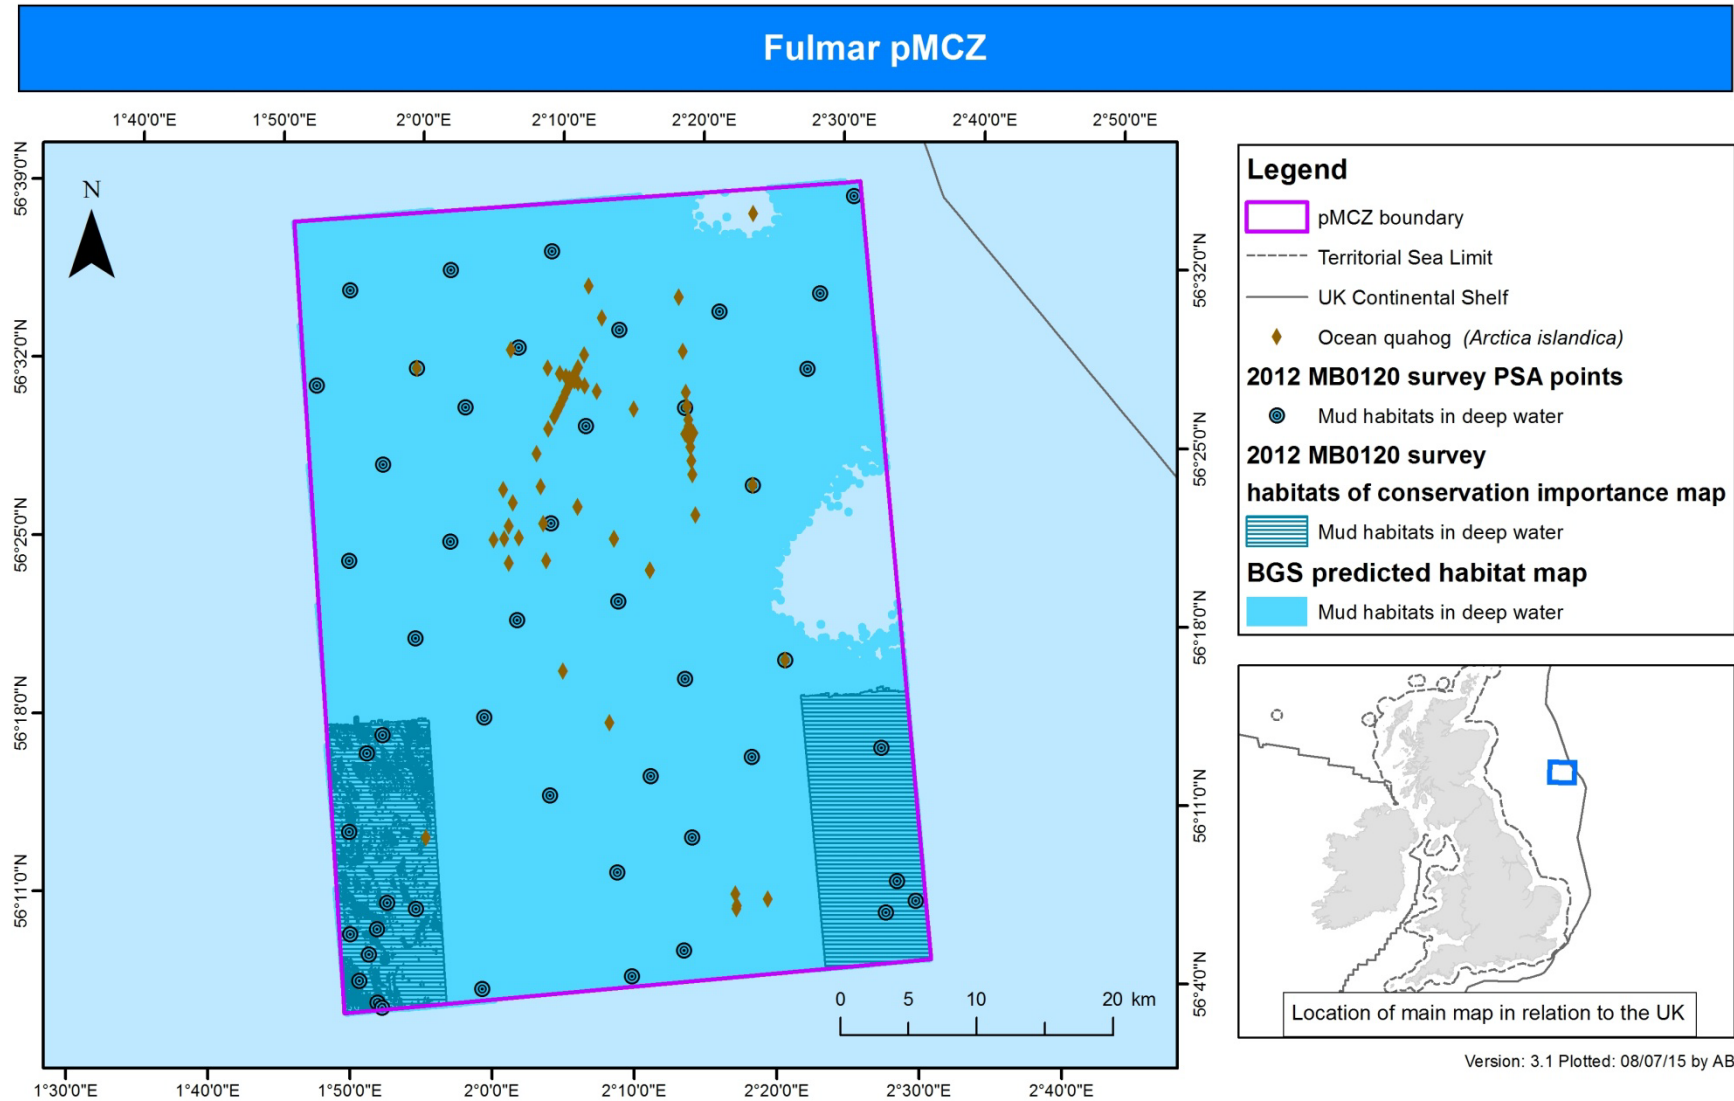 Fulmar pMCZ
1°40'0"E 1°50'0"E 2°0'0"E 2°10'0"E 2°20'0"E 2°30'0"E 2°40'0"E 2°50'0"E
56°39'0"N
56°32'0"N
56°25'0"N
56°18'0"N
56°11'0"N
N
56°32'0"N
56°25'0"N
56°18'0"N
56°11'0"N
56°4'0"N
0 5 10 20 km
1°30'0"E 1°40'0"E 1°50'0"E 2°0'0"E 2°10'0"E 2°20'0"E 2°30'0"E 2°40'0"E
Legend
pMCZ boundary
Territorial Sea Limit
UK Continental Shelf
Ocean quahog (Arctica islandica)
2012 MB0120 survey PSA points
Mud habitats in deep water
2012 MB0120 survey
habitats of conservation importance map
Mud habitats in deep water
BGS predicted habitat map
Mud habitats in deep water
Location of main map in relation to the UK
Version: 3.1 Plotted: 08/07/15 by AB